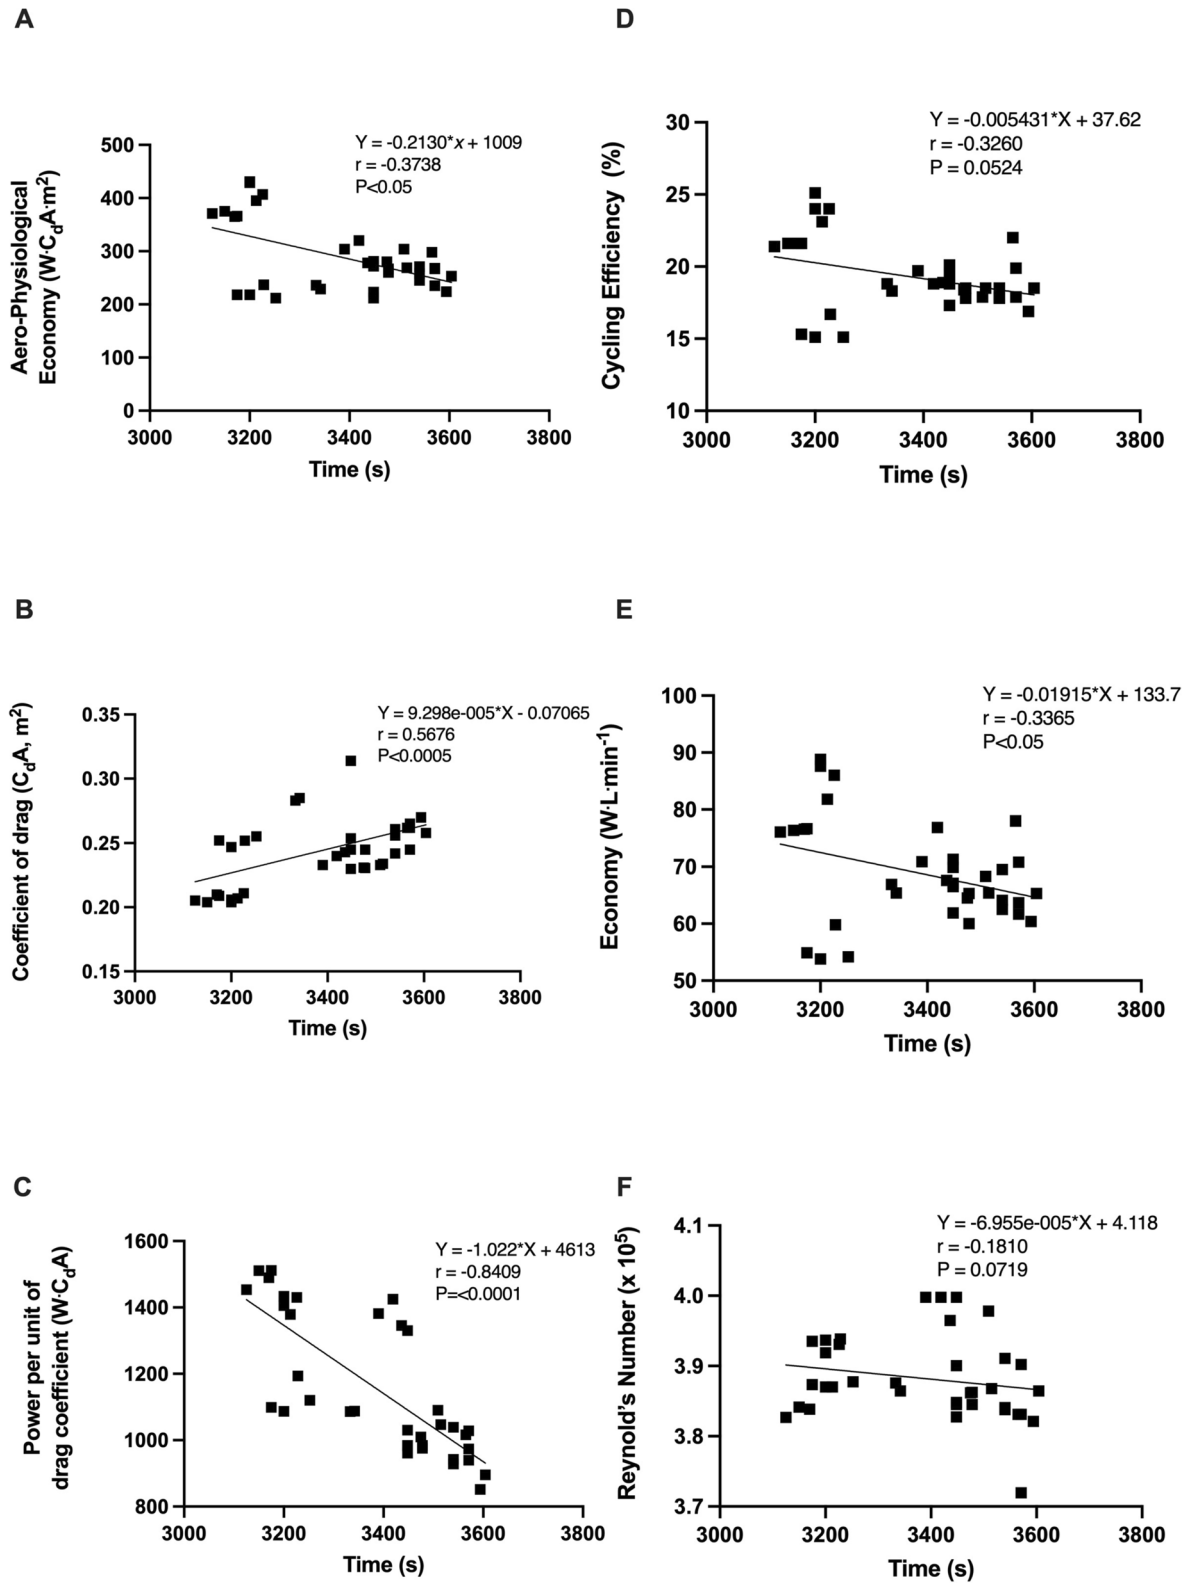 A
Y = -0.2130*x + 1009
r = -0.3738
P<0.05
Aero-Physiological
Economy (W·CdA·m²)
500
400
300
200
100
0
3000 3200 3400 3600 3800
Time (s)
D
Y = -0.005431*X + 37.62
r = -0.3260
P = 0.0524
Cycling Efficiency (%)
30
25
20
15
10
3000 3200 3400 3600 3800
Time (s)
B
Y = 9.298e-005*X - 0.07065
r = 0.5676
P<0.0005
Coefficient of drag (CdA, m²)
0.35
0.30
0.25
0.20
0.15
3000 3200 3400 3600 3800
Time (s)
E
Y = -0.01915*X + 133.7
r = -0.3365
P<0.05
Economy (W·L·min⁻¹)
100
90
80
70
60
50
3000 3200 3400 3600 3800
Time (s)
C
Y = -1.022*X + 4613
r = -0.8409
P=<0.0001
Power per unit of
drag coefficient (W·CdA)
1600
1400
1200
1000
800
3000 3200 3400 3600 3800
Time (s)
F
Y = -6.955e-005*X + 4.118
r = -0.1810
P = 0.0719
Reynold's Number (x 10⁵)
4.1
4.0
3.9
3.8
3.7
3000 3200 3400 3600 3800
Time (s)